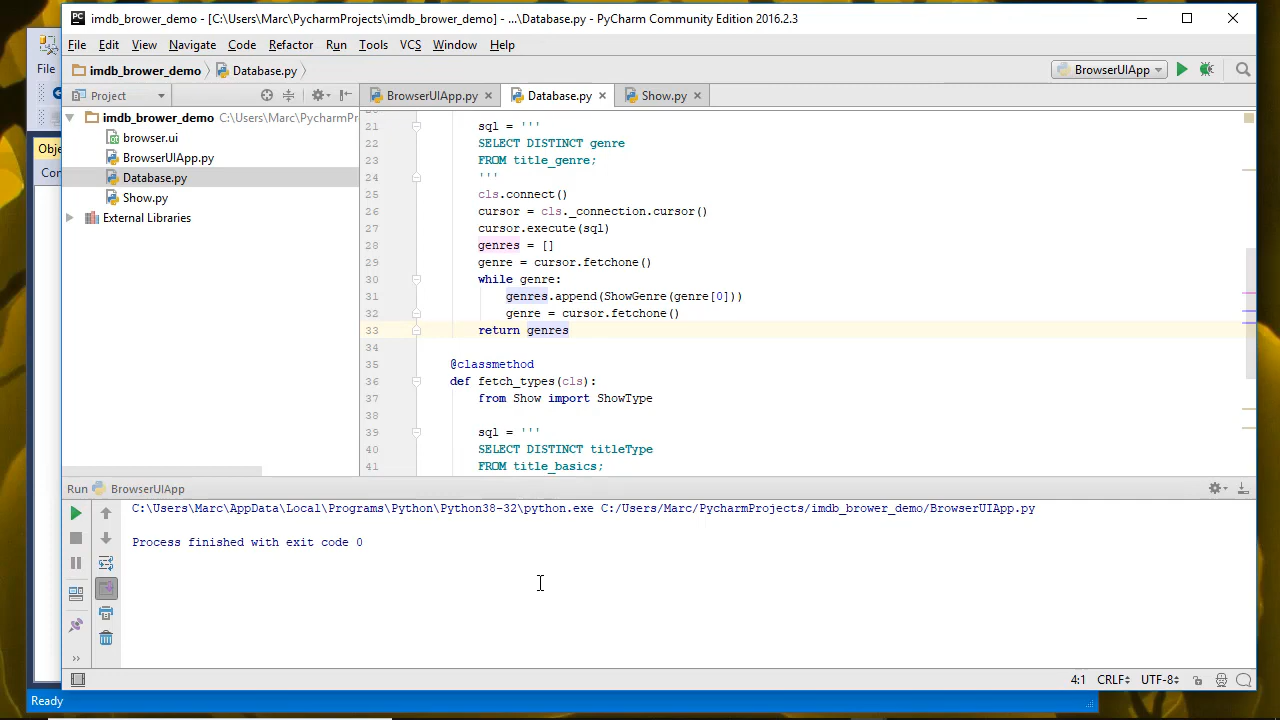 imdb_brower_demo - [C:\Users\Marc\PycharmProjects\imdb_brower_demo] - ...\Database.py - PyCharm Community Edition 2016.2.3
File Edit View Navigate Code Refactor Run Tools VCS Window Help
imdb_brower_demo Database.py BrowserUIApp
Project BrowserUIApp.py Database.py Show.py
imdb_brower_demo C:\Users\Marc\PycharmPr
browser.ui
BrowserUIApp.py
Database.py
Show.py
External Libraries
21 sql = '''
22 SELECT DISTINCT genre
23 FROM title_genre;
24 '''
25 cls.connect()
26 cursor = cls._connection.cursor()
27 cursor.execute(sql)
28 genres = []
29 genre = cursor.fetchone()
30 while genre:
31 genres.append(ShowGenre(genre[0]))
32 genre = cursor.fetchone()
33 return genres
34
35 @classmethod
36 def fetch_types(cls):
37 from Show import ShowType
38
39 sql = '''
40 SELECT DISTINCT titleType
41 FROM title_basics;
Run BrowserUIApp
C:\Users\Marc\AppData\Local\Programs\Python\Python38-32\python.exe C:/Users/Marc/PycharmProjects/imdb_brower_demo/BrowserUIApp.py
Process finished with exit code 0
4:1 CRLF UTF-8
File
Obje
Con
Ready